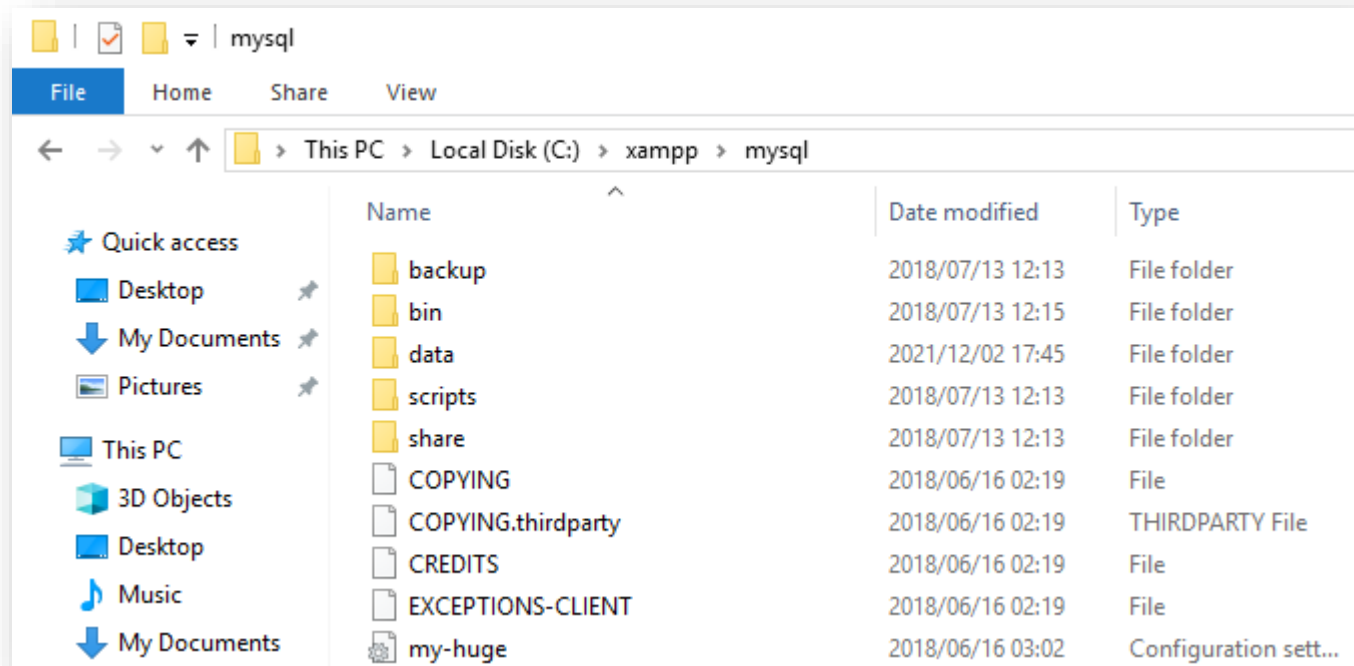 mysql
File Home Share View
This PC Local Disk (C:) xampp mysql
Name Date modified Type
Quick access
Desktop
My Documents
Pictures
This PC
3D Objects
Desktop
Music
My Documents
backup 2018/07/13 12:13 File folder
bin 2018/07/13 12:15 File folder
data 2021/12/02 17:45 File folder
scripts 2018/07/13 12:13 File folder
share 2018/07/13 12:13 File folder
COPYING 2018/06/16 02:19 File
COPYING.thirdparty 2018/06/16 02:19 THIRDPARTY File
CREDITS 2018/06/16 02:19 File
EXCEPTIONS-CLIENT 2018/06/16 02:19 File
my-huge 2018/06/16 03:02 Configuration sett...